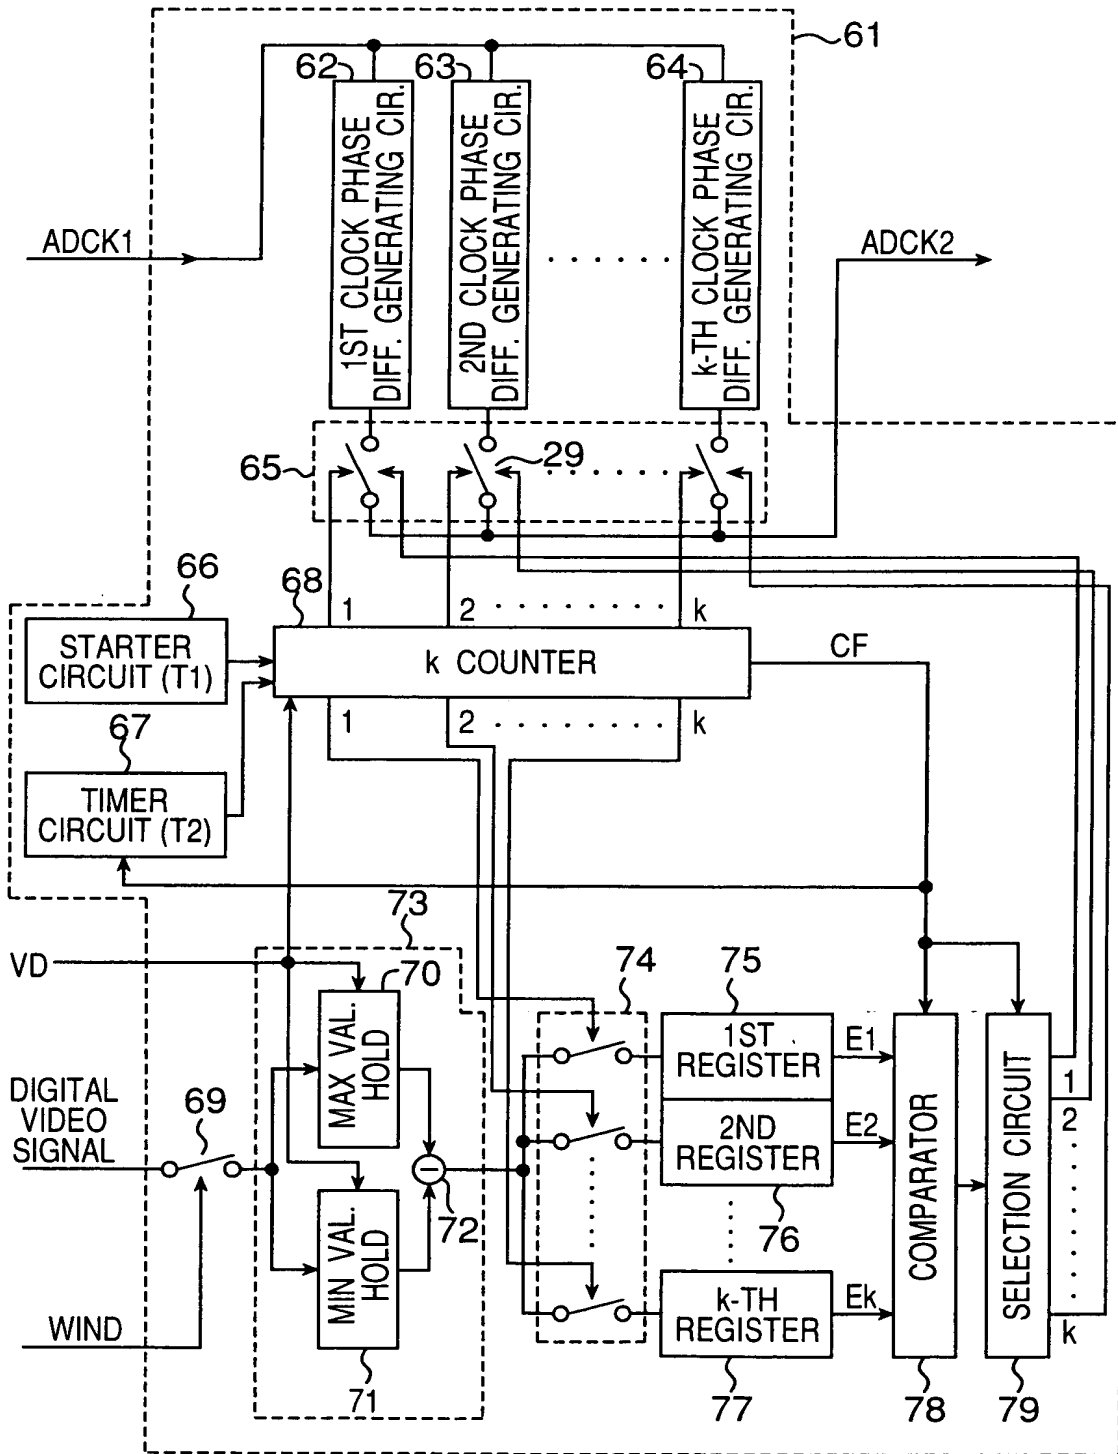 61
62
63
64
1ST CLOCK PHASE
DIFF. GENERATING CIR.
2ND CLOCK PHASE
DIFF. GENERATING CIR.
k-TH CLOCK PHASE
DIFF. GENERATING CIR.
ADCK1
ADCK2
65
29
66
68
1
2
k
STARTER
CIRCUIT (T1)
k COUNTER
CF
67
1
2
k
TIMER
CIRCUIT (T2)
73
VD
70
74
75
MAX VAL.
HOLD
1ST
REGISTER
E1
DIGITAL
VIDEO
SIGNAL
69
72
2ND
REGISTER
E2
76
COMPARATOR
SELECTION CIRCUIT
1
2
k
MIN VAL.
HOLD
WIND
71
k-TH
REGISTER
Ek
77
78
79